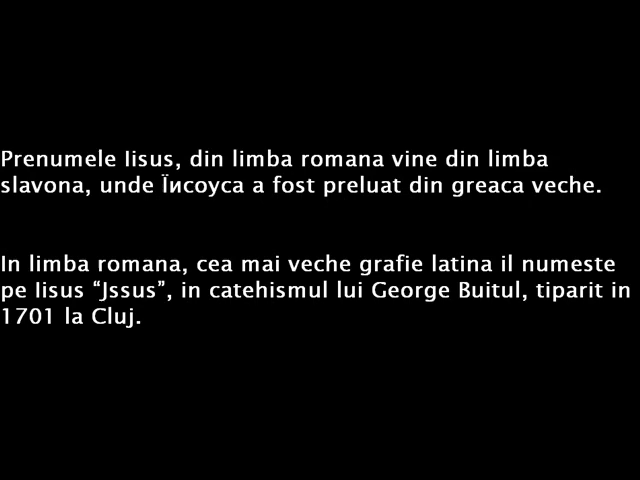 Prenumele Iisus, din limba romana vine din limba
slavona, unde Їисоуса a fost preluat din greaca veche.
In limba romana, cea mai veche grafie latina il numeste
pe Iisus “Jssus”, in catehismul lui George Buitul, tiparit in
1701 la Cluj.